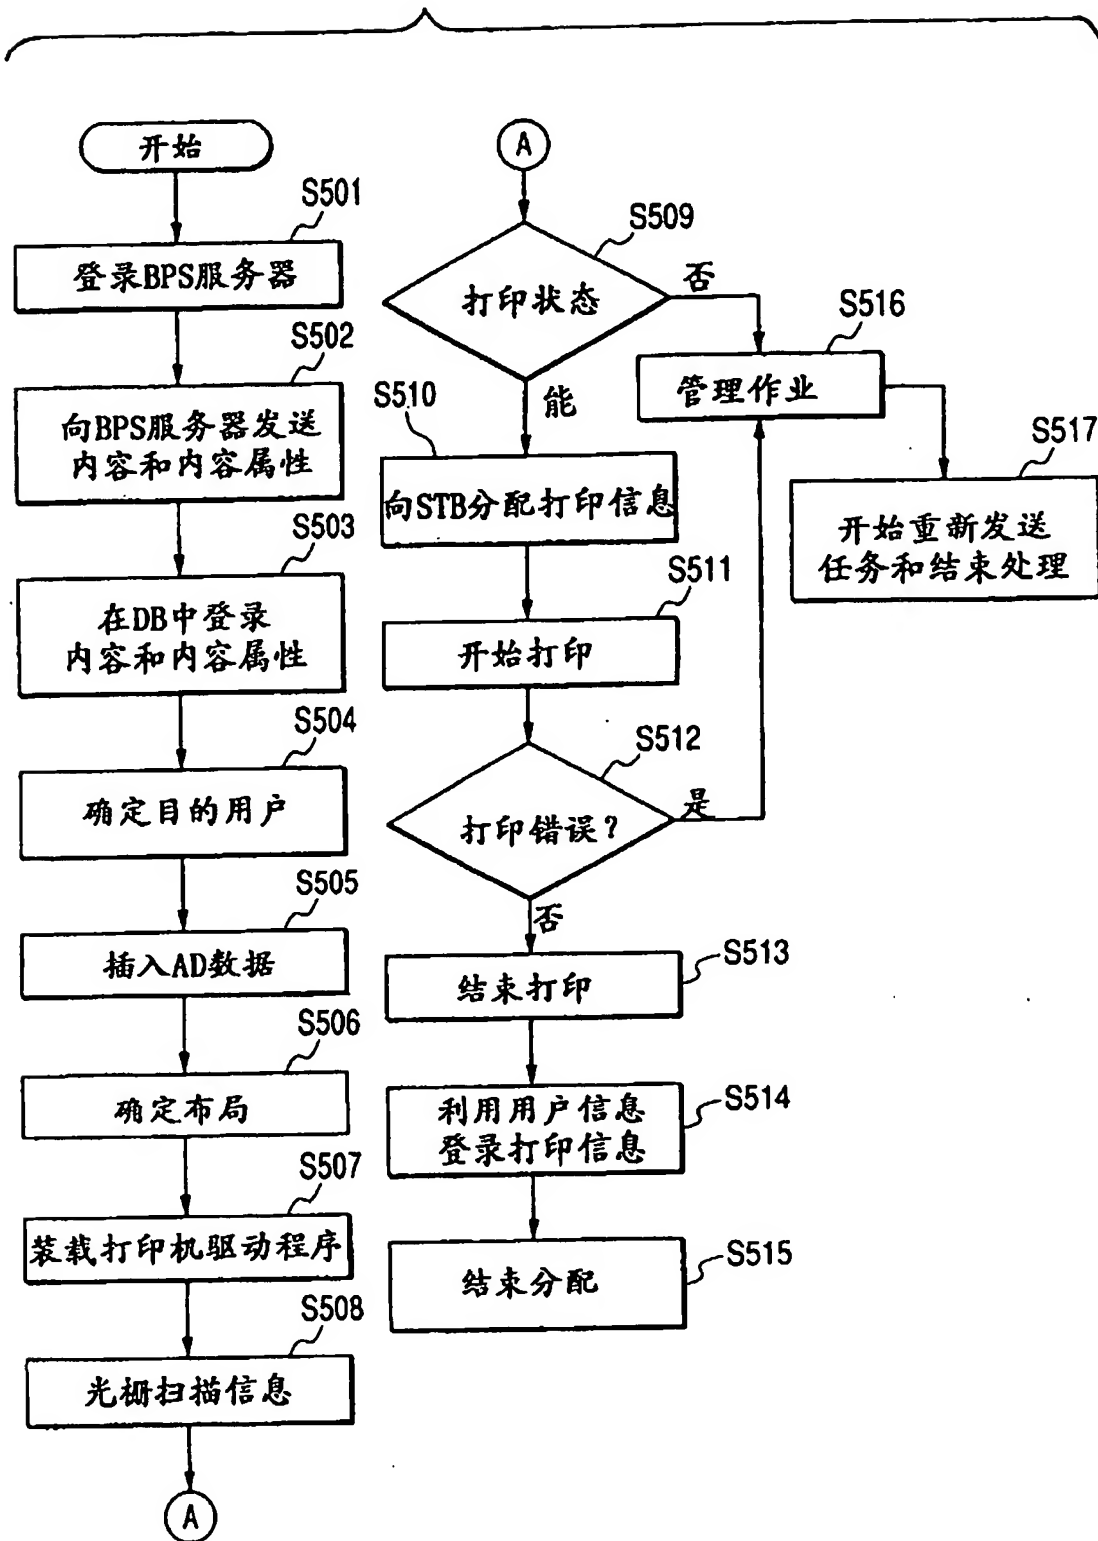 开始
S501
登录BPS服务器
S502
向BPS服务器发送
内容和内容属性
S503
在DB中登录
内容和内容属性
S504
确定目的用户
S505
插入AD数据
S506
确定布局
S507
装载打印机驱动程序
S508
光栅扫描信息
A
A
S509
打印状态
否
能
S510
向STB分配打印信息
S511
开始打印
S512
打印错误?
是
否
S513
结束打印
S514
利用用户信息
登录打印信息
S515
结束分配
S516
管理作业
S517
开始重新发送
任务和结束处理